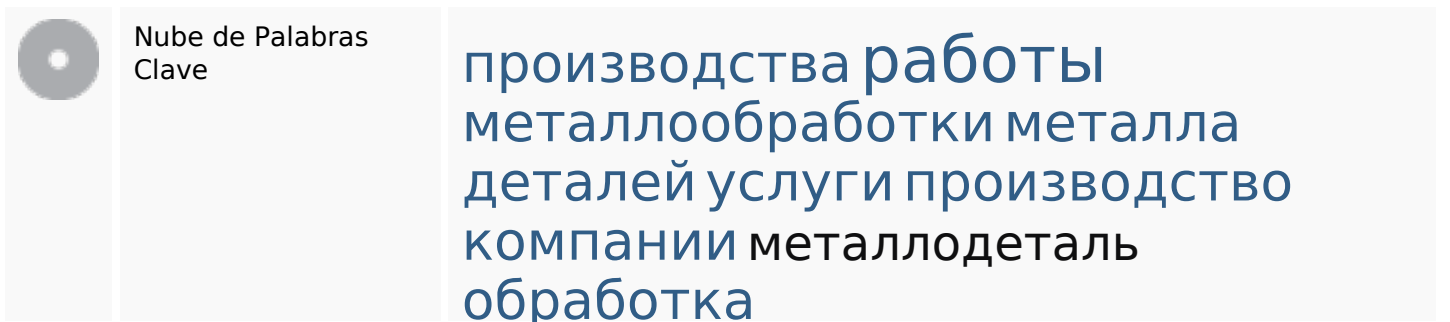 Nube de Palabras
Clave
производства работы
металлообработки металла
деталей услуги производство
компании металлодеталь
обработка